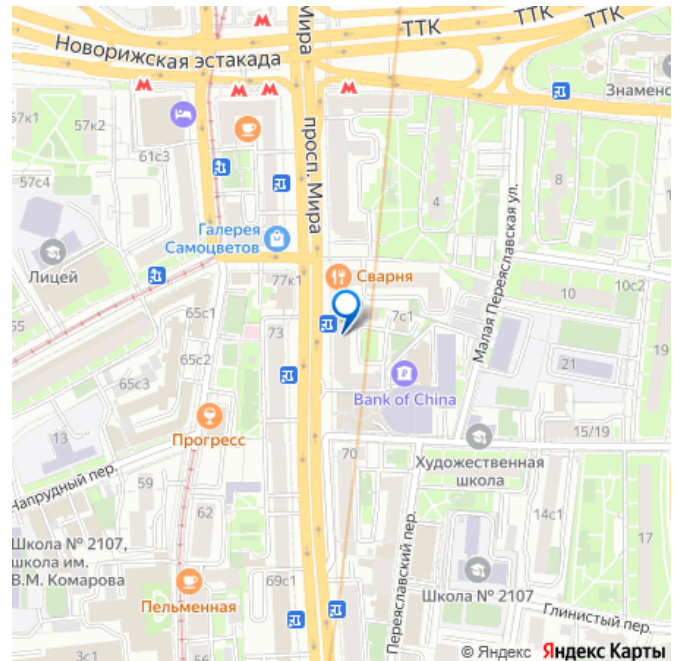 ТТК
ТТК
ТТК
Мира
Новорижская эстакада
М
М
М
М
М
Знаменс
57к1
57к2
61с3
просп. Мира
57с4
4
8
Галерея
Самоцветов
Лицей
Малая Переяславская ул.
Сварня
77к1
10
10с2
55
65с1
7с1
73
65с2
21
19
65с3
Bank of China
Прогресс
13
15/19
70
Художественная
школа
Напрудный пер.
59
62
14с1
17
Школа № 2107,
школа им.
В.М. Комарова
Переяславский пер.
69с1
Пельменная
Школа № 2107
Глинистый пер.
3с1
56
© Яндекс Яндекс Карты